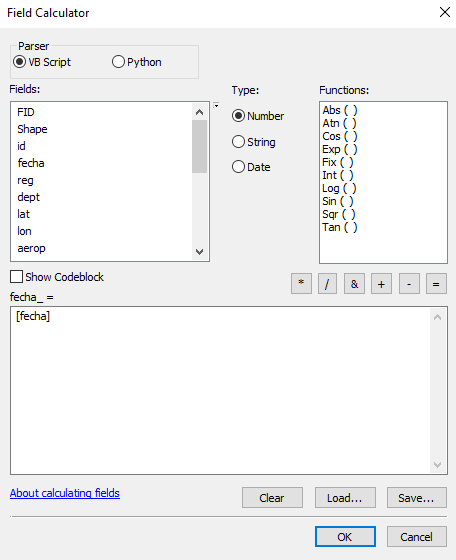 Field Calculator
Parser
VB Script Python
Fields: Type: Functions:
FID
Shape
id
fecha
reg
dept
lat
lon
aerop
Number
String
Date
Abs ( )
Atn ( )
Cos ( )
Exp ( )
Fix ( )
Int ( )
Log ( )
Sin ( )
Sqr ( )
Tan ( )
Show Codeblock
* / & + - =
fecha_ =
[fecha]
About calculating fields
Clear Load... Save...
OK Cancel